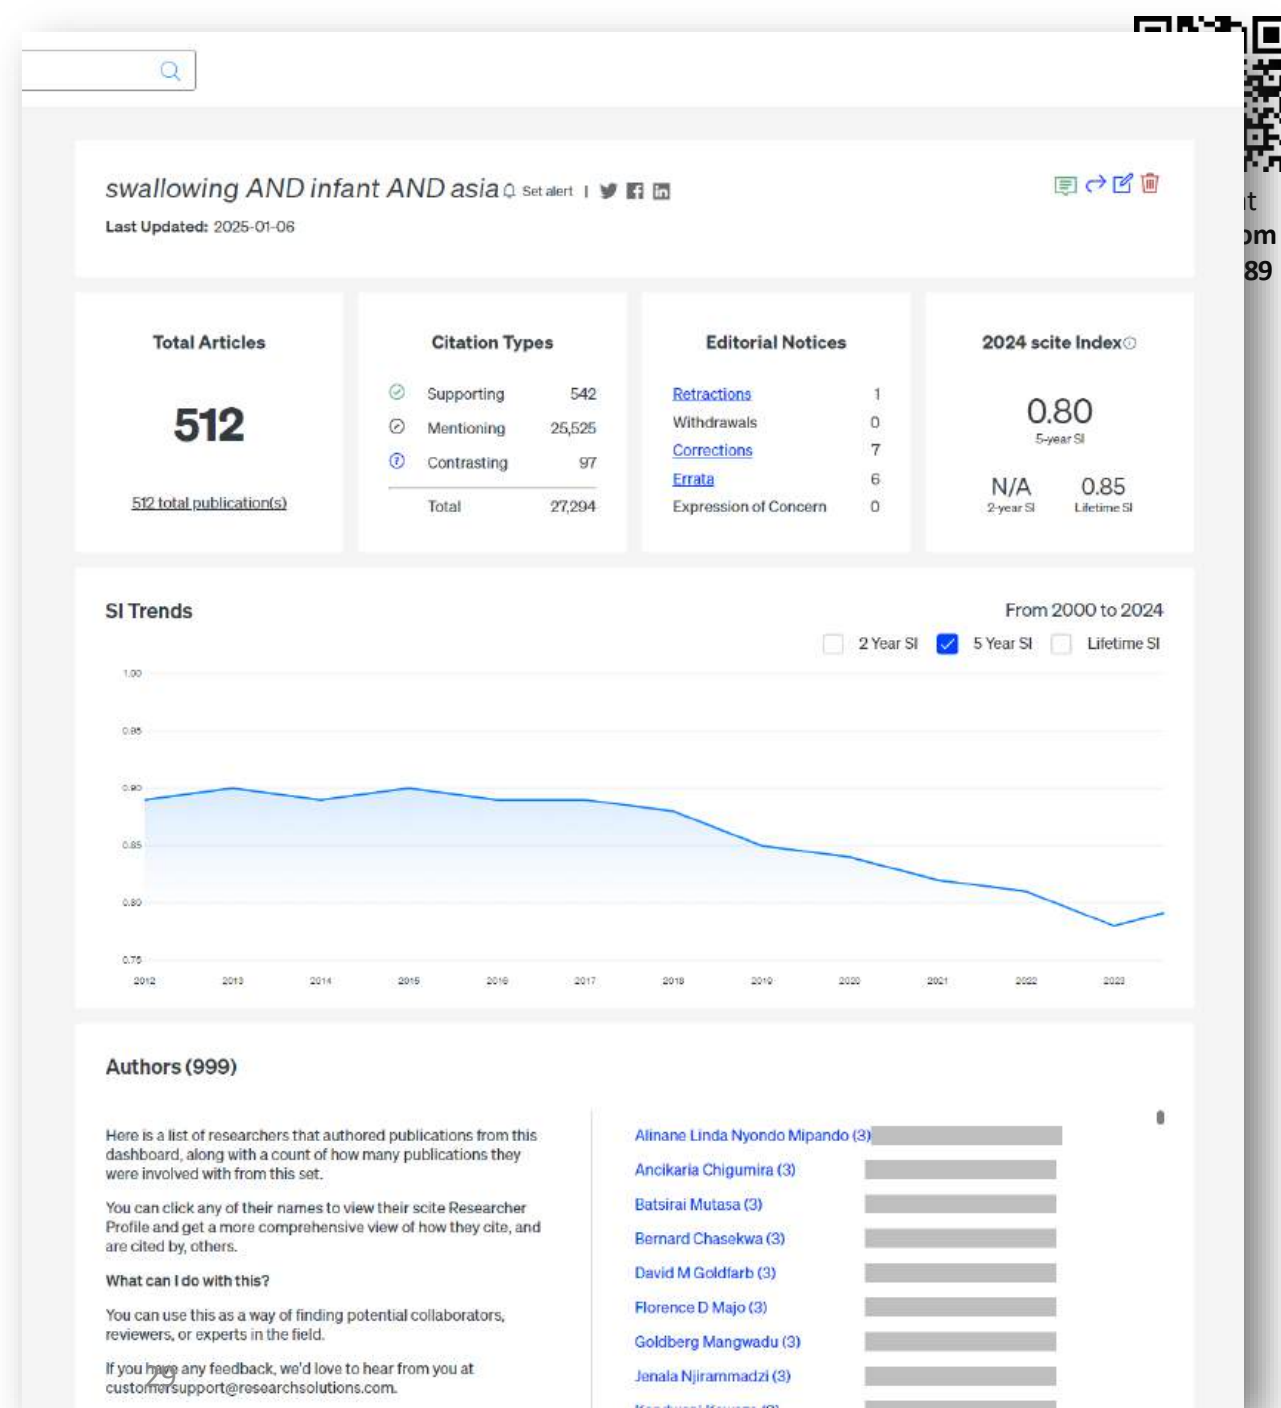 swallowing AND infant AND asia Set alert |
Last Updated: 2025-01-06
nt
om
89
Total Articles
512
512 total publication(s)
Citation Types
Supporting 542
Mentioning 25,525
Contrasting 97
Total 27,294
Editorial Notices
Retractions 1
Withdrawals 0
Corrections 7
Errata 6
Expression of Concern 0
2024 scite Index
0.80
5-year SI
N/A 0.85
2-year SI Lifetime SI
SI Trends
From 2000 to 2024
2 Year SI 5 Year SI Lifetime SI
1.00
0.95
0.90
0.85
0.80
0.75
2012 2013 2014 2015 2016 2017 2018 2019 2020 2021 2022 2023
Authors (999)
Here is a list of researchers that authored publications from this
dashboard, along with a count of how many publications they
were involved with from this set.
You can click any of their names to view their scite Researcher
Profile and get a more comprehensive view of how they cite, and
are cited by, others.
What can I do with this?
You can use this as a way of finding potential collaborators,
reviewers, or experts in the field.
If you have any feedback, we'd love to hear from you at
customersupport@researchsolutions.com.
29
Alinane Linda Nyondo Mipando (3)
Ancikaria Chigumira (3)
Batsirai Mutasa (3)
Bernard Chasekwa (3)
David M Goldfarb (3)
Florence D Majo (3)
Goldberg Mangwadu (3)
Jenala Njirammadzi (3)